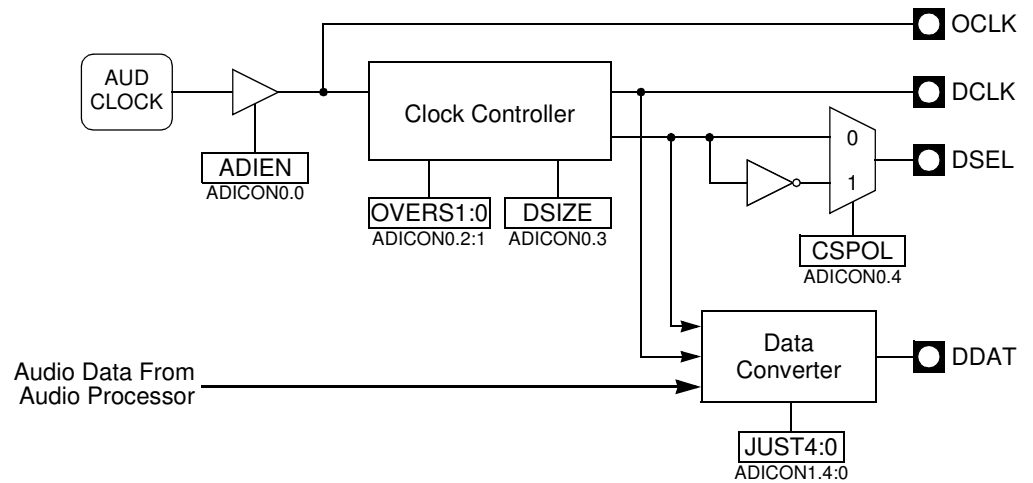 OCLK
AUD
CLOCK
Clock Controller
DCLK
0
DSEL
1
ADIEN
ADICON0.0
OVERS1:0
ADICON0.2:1
DSIZE
ADICON0.3
CSPOL
ADICON0.4
Data
Converter
DDAT
Audio Data From
Audio Processor
JUST4:0
ADICON1.4:0